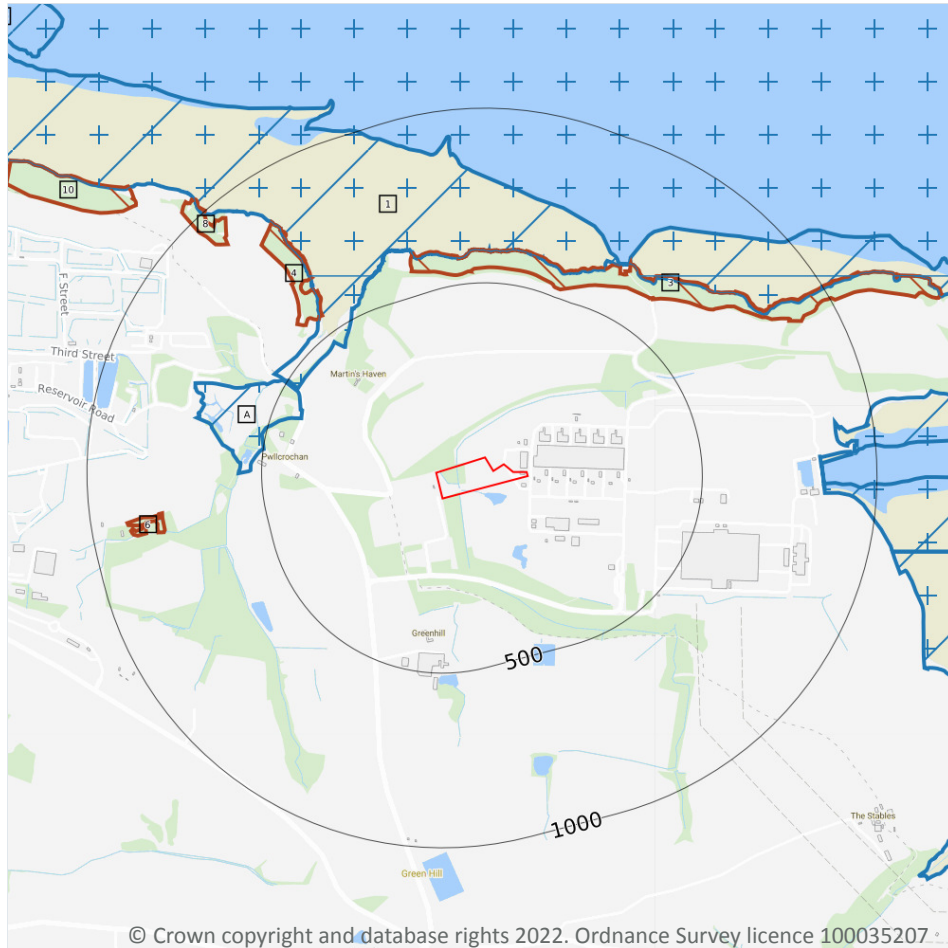 10
1
8
4
3
F Street
Third Street
Reservoir Road
Martin's Haven
A
Pwllcrochan
6
Greenhill
500
1000
The Stables
Green Hill
© Crown copyright and database rights 2022. Ordnance Survey licence 100035207